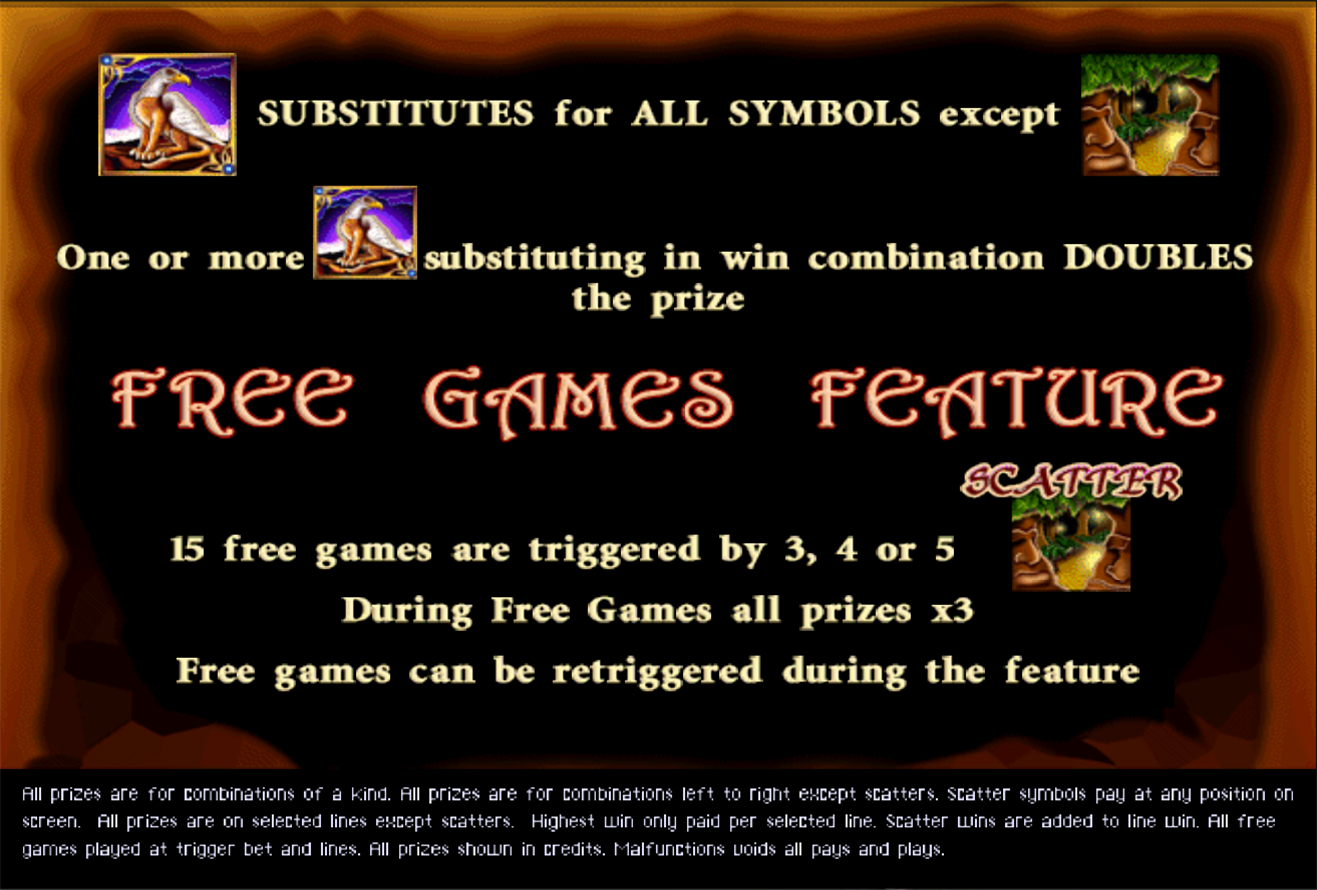 SUBSTITUTES for ALL SYMBOLS except
One or more substituting in win combination DOUBLES
the prize
FREE GAMES FEATURE
SCATTER
15 free games are triggered by 3, 4 or 5
During Free Games all prizes x3
Free games can be retriggered during the feature
All prizes are for combinations of a kind. All prizes are for combinations left to right except scatters. Scatter symbols pay at any position on
screen. All prizes are on selected lines except scatters. Highest win only paid per selected line. Scatter wins are added to line win. All free
games played at trigger bet and lines. All prizes shown in credits. Malfunctions voids all pays and plays.